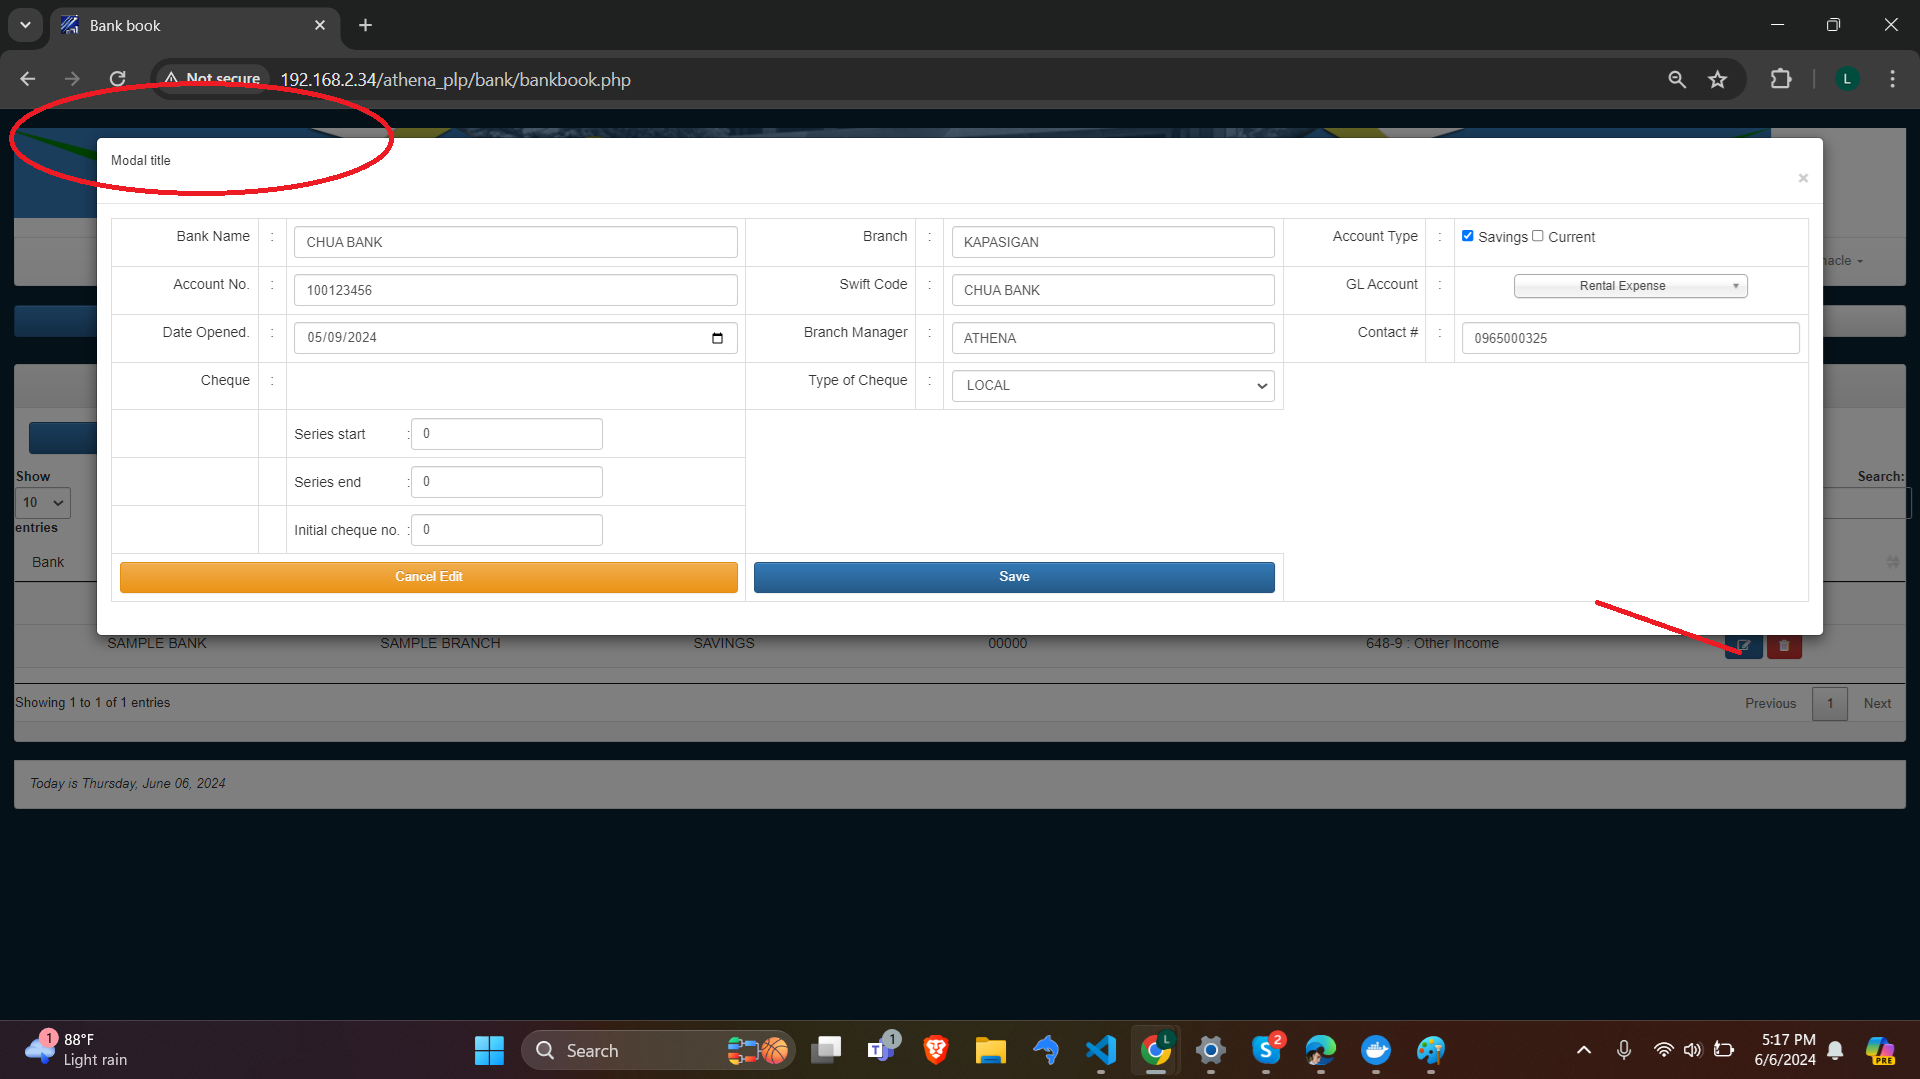 Bank book
Not secure 192.168.2.34/athena_plp/bank/bankbook.php
L
Modal title
×
Bank Name : CHUA BANK Branch : KAPASIGAN Account Type : Savings Current
nacle
Account No. : 100123456 Swift Code : CHUA BANK GL Account : Rental Expense
Date Opened. : 05/09/2024 Branch Manager : ATHENA Contact # : 0965000325
Cheque : Type of Cheque : LOCAL
Series start : 0
Show Search:
Series end : 0
10
entries
Initial cheque no. : 0
Bank
Cancel Edit Save
SAMPLE BANK SAMPLE BRANCH SAVINGS 00000 648-9 : Other Income
Showing 1 to 1 of 1 entries Previous 1 Next
Today is Thursday, June 06, 2024
1 88°F
Light rain
Search
1
L
2
5:17 PM
6/6/2024
PRE